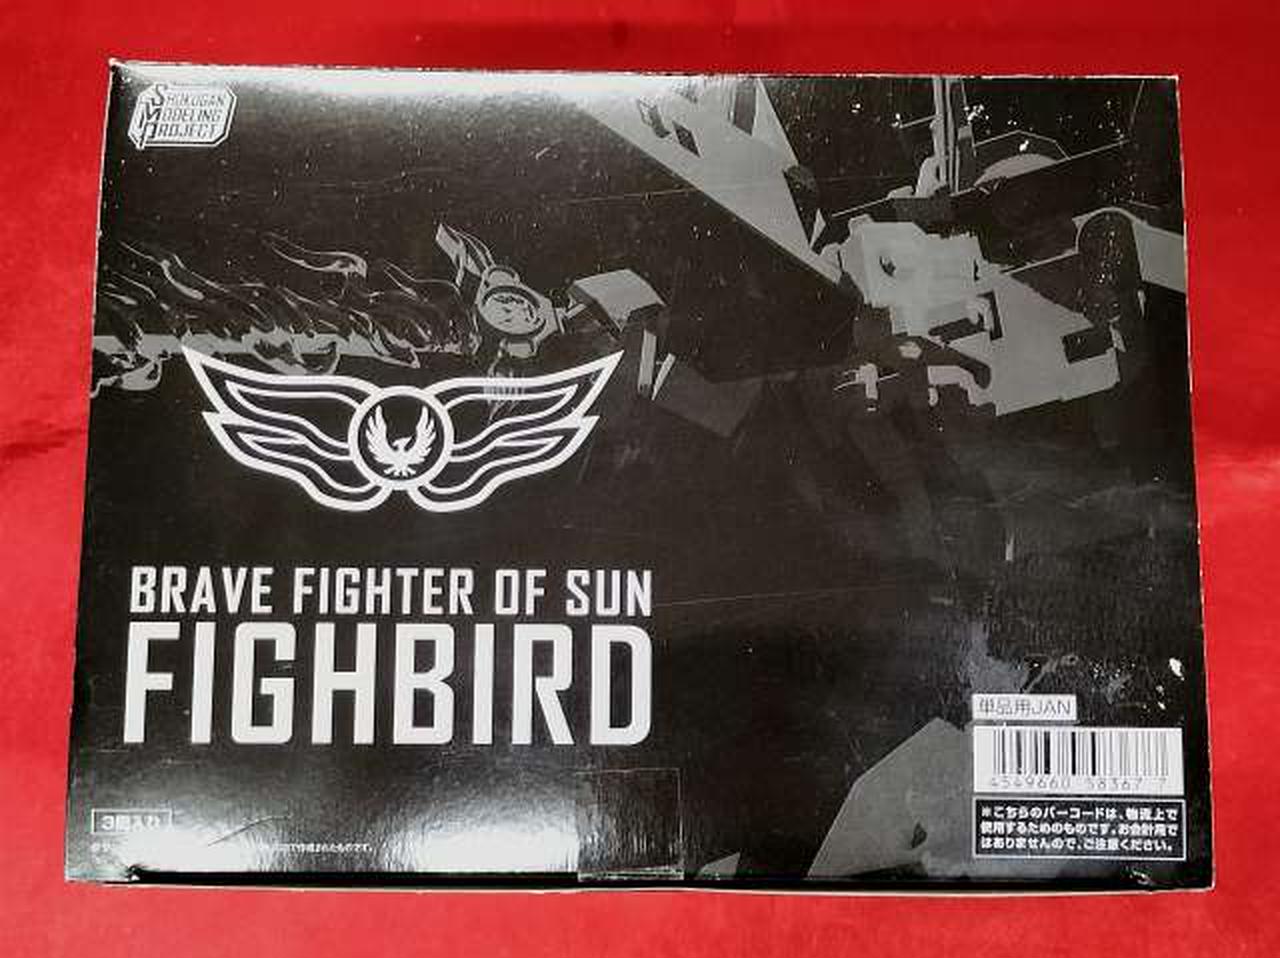 SHOKUGAN
MODELING
PROJECT
BRAVE FIGHTER OF SUN
FIGHBIRD
単品用JAN
4549660 58367 7
※こちらのバーコードは、物流上で
使用するためのものです。お会計用で
はありませんので、ご注意ください。
3個入り